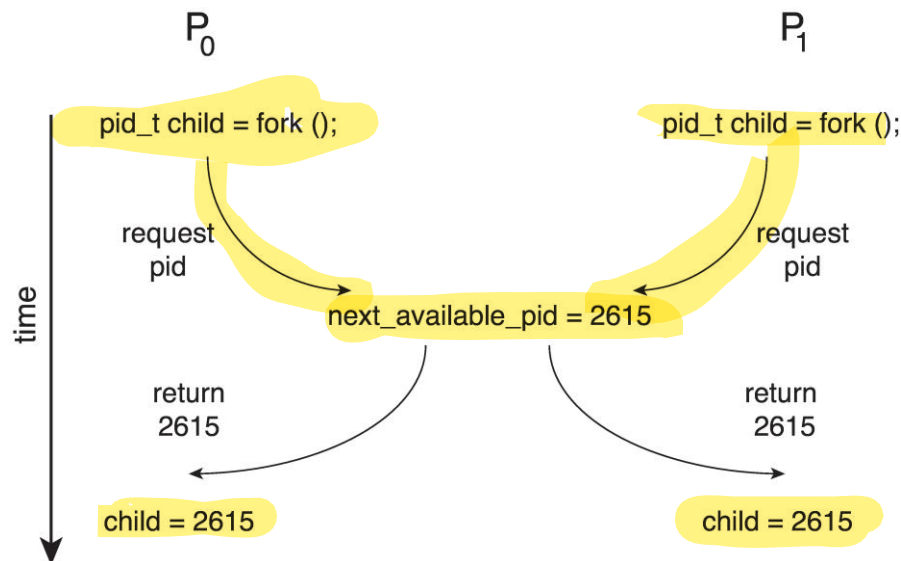 P0 P1
pid_t child = fork (); pid_t child = fork ();
request request
pid pid
next_available_pid = 2615
time
return return
2615 2615
child = 2615 child = 2615